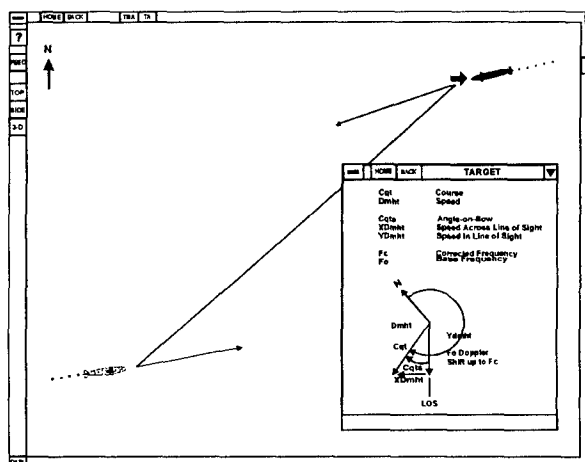 HOME BACK TMA TA
?
N
TOP
SIDE
3-D
HOME BACK TARGET
Cqt Course
Dmht Speed
Cqta Angle-on-Bow
XDmht Speed Across Line of Sight
YDmht Speed in Line of Sight
Fc Corrected Frequency
Fo Base Frequency
N
Dmht
Ydmht
Cqt
Fo Doppler
Shift up to Fc
Cqta
XDmht
LOS